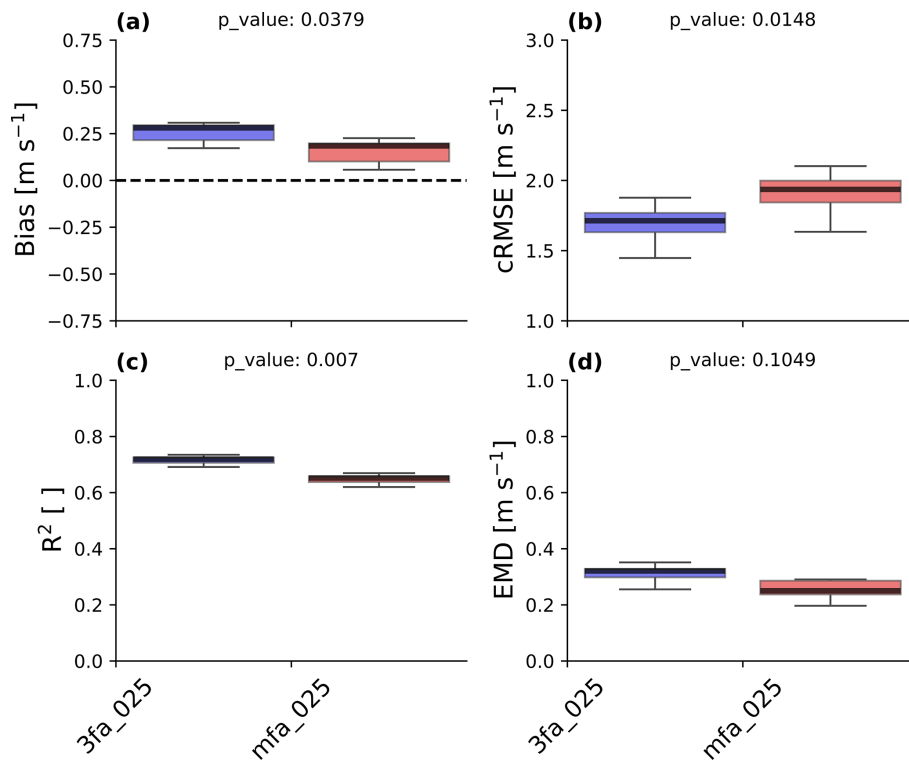 (a) p_value: 0.0379
Bias [m s⁻¹]
0.75
0.50
0.25
0.00
−0.25
−0.50
−0.75
(b) p_value: 0.0148
cRMSE [m s⁻¹]
3.0
2.5
2.0
1.5
1.0
(c) p_value: 0.007
R² [ ]
1.0
0.8
0.6
0.4
0.2
0.0
3fa_025
mfa_025
(d) p_value: 0.1049
EMD [m s⁻¹]
1.0
0.8
0.6
0.4
0.2
0.0
3fa_025
mfa_025